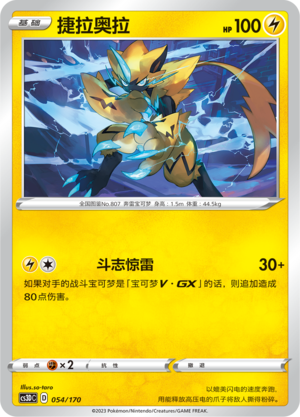 基础 捷拉奥拉 HP 100
全国图鉴No.807 奔雷宝可梦 身高：1.5m 体重：44.5kg
斗志惊雷 30+
如果对手的战斗宝可梦是「宝可梦V・GX」的话，则追加造成
80点伤害。
弱点 ×2 抵抗力 撤退
Illus.so-taro
CS3D C D 054/170
以媲美闪电的速度奔跑，
用能释放高压电的爪子将敌人撕得粉碎。
©2023 Pokémon/Nintendo/Creatures/GAME FREAK.